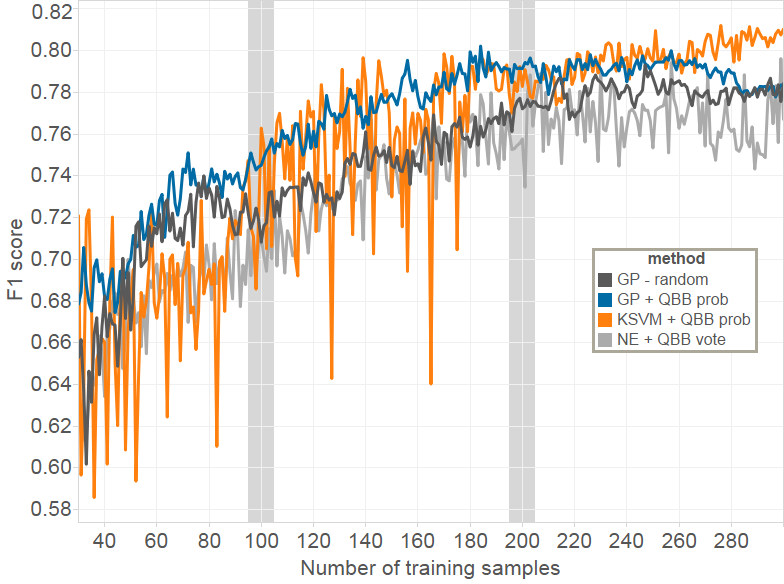 F1 score
0.82
0.80
0.78
0.76
0.74
0.72
0.70
0.68
0.66
0.64
0.62
0.60
0.58
method
GP - random
GP + QBB prob
KSVM + QBB prob
NE + QBB vote
40 60 80 100 120 140 160 180 200 220 240 260 280
Number of training samples